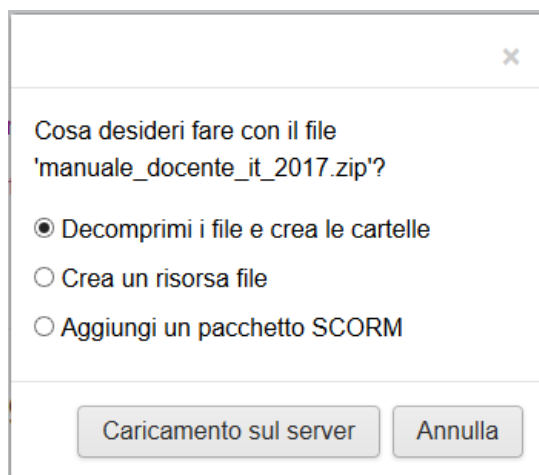 ×
Cosa desideri fare con il file
'manuale_docente_it_2017.zip'?
Decomprimi i file e crea le cartelle
Crea un risorsa file
Aggiungi un pacchetto SCORM
Caricamento sul server Annulla